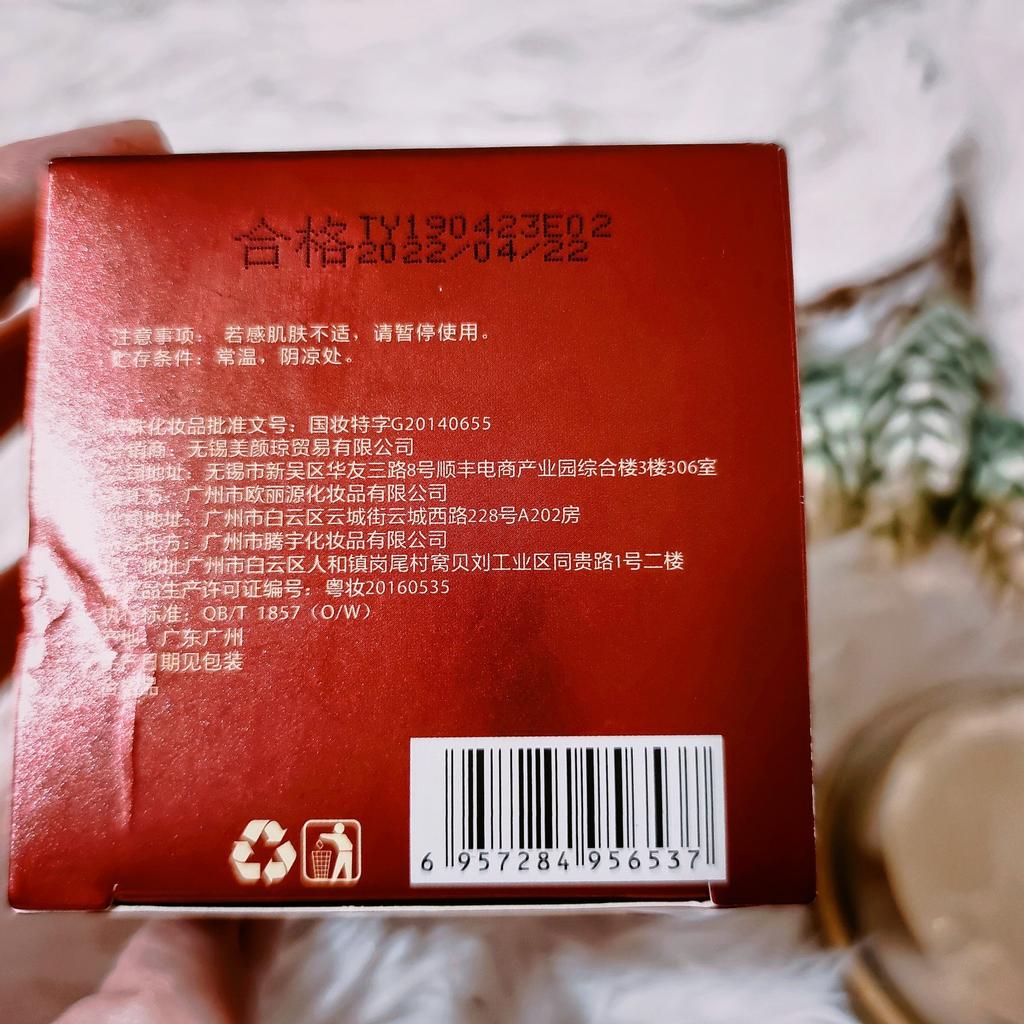 合格 TY190423E02
2022/04/22
注意事项：若感肌肤不适，请暂停使用。
贮存条件：常温，阴凉处。
化妆品批准文号：国妆特字G20140655
销商：无锡美颜琼贸易有限公司
地址：无锡市新吴区华友三路8号顺丰电商产业园综合楼3楼306室
方：广州市欧丽源化妆品有限公司
地址：广州市白云区云城街云城西路228号A202房
托方：广州市腾宇化妆品有限公司
地址:广州市白云区人和镇岗尾村窝贝刘工业区同贵路1号二楼
品生产许可证编号：粤妆20160535
标准：QB/T 1857（O/W）
产地：广东广州
日期见包装
品
6 957284 956537